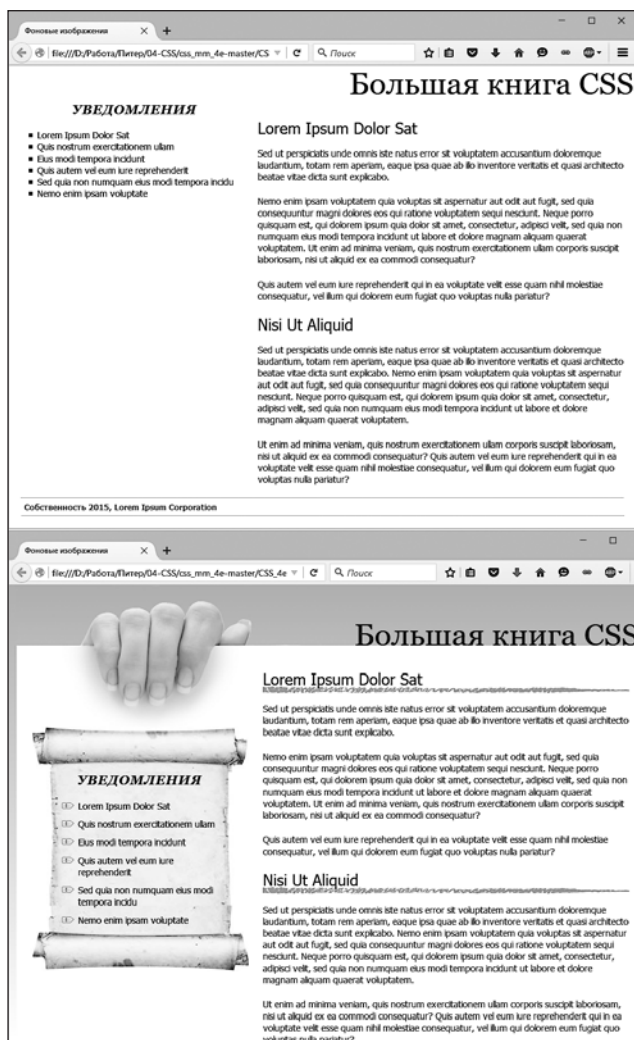 Фоновые изображения
file:///D:/Работа/Питер/04-CSS/css_mm_4e-master/CS
Поиск
Большая книга CSS
УВЕДОМЛЕНИЯ
Lorem Ipsum Dolor Sat
Quis nostrum exercitationem ullam
Eius modi tempora incidunt
Quis autem vel eum iure reprehenderit
Sed quia non numquam eius modi tempora incidu
Nemo enim ipsam voluptate
Lorem Ipsum Dolor Sat
Sed ut perspiciatis unde omnis iste natus error sit voluptatem accusantium doloremque
laudantium, totam rem aperiam, eaque ipsa quae ab illo inventore veritatis et quasi architecto
beatae vitae dicta sunt explicabo.
Nemo enim ipsam voluptatem quia voluptas sit aspernatur aut odit aut fugit, sed quia
consequuntur magni dolores eos qui ratione voluptatem sequi nesciunt. Neque porro
quisquam est, qui dolorem ipsum quia dolor sit amet, consectetur, adipisci velit, sed quia non
numquam eius modi tempora incidunt ut labore et dolore magnam aliquam quaerat
voluptatem. Ut enim ad minima veniam, quis nostrum exercitationem ullam corporis suscipit
laboriosam, nisi ut aliquid ex ea commodi consequatur?
Quis autem vel eum iure reprehenderit qui in ea voluptate velit esse quam nihil molestiae
consequatur, vel illum qui dolorem eum fugiat quo voluptas nulla pariatur?
Nisi Ut Aliquid
Sed ut perspiciatis unde omnis iste natus error sit voluptatem accusantium doloremque
laudantium, totam rem aperiam, eaque ipsa quae ab illo inventore veritatis et quasi architecto
beatae vitae dicta sunt explicabo. Nemo enim ipsam voluptatem quia voluptas sit aspernatur
aut odit aut fugit, sed quia consequuntur magni dolores eos qui ratione voluptatem sequi
nesciunt. Neque porro quisquam est, qui dolorem ipsum quia dolor sit amet, consectetur,
adipisci velit, sed quia non numquam eius modi tempora incidunt ut labore et dolore
magnam aliquam quaerat voluptatem.
Ut enim ad minima veniam, quis nostrum exercitationem ullam corporis suscipit laboriosam,
nisi ut aliquid ex ea commodi consequatur? Quis autem vel eum iure reprehenderit qui in ea
voluptate velit esse quam nihil molestiae consequatur, vel illum qui dolorem eum fugiat quo
voluptas nulla pariatur?
Собственность 2015, Lorem Ipsum Corporation
Фоновые изображения
file:///D:/Работа/Питер/04-CSS/css_mm_4e-master/CSS_4e
Поиск
Большая книга CSS
УВЕДОМЛЕНИЯ
Lorem Ipsum Dolor Sat
Quis nostrum exercitationem ullam
Eius modi tempora incidunt
Quis autem vel eum iure
reprehenderit
Sed quia non numquam eius modi
tempora incidu
Nemo enim ipsam voluptate
Lorem Ipsum Dolor Sat
Sed ut perspiciatis unde omnis iste natus error sit voluptatem accusantium doloremque
laudantium, totam rem aperiam, eaque ipsa quae ab illo inventore veritatis et quasi architecto
beatae vitae dicta sunt explicabo.
Nemo enim ipsam voluptatem quia voluptas sit aspernatur aut odit aut fugit, sed quia
consequuntur magni dolores eos qui ratione voluptatem sequi nesciunt. Neque porro
quisquam est, qui dolorem ipsum quia dolor sit amet, consectetur, adipisci velit, sed quia non
numquam eius modi tempora incidunt ut labore et dolore magnam aliquam quaerat
voluptatem. Ut enim ad minima veniam, quis nostrum exercitationem ullam corporis suscipit
laboriosam, nisi ut aliquid ex ea commodi consequatur?
Quis autem vel eum iure reprehenderit qui in ea voluptate velit esse quam nihil molestiae
consequatur, vel illum qui dolorem eum fugiat quo voluptas nulla pariatur?
Nisi Ut Aliquid
Sed ut perspiciatis unde omnis iste natus error sit voluptatem accusantium doloremque
laudantium, totam rem aperiam, eaque ipsa quae ab illo inventore veritatis et quasi architecto
beatae vitae dicta sunt explicabo. Nemo enim ipsam voluptatem quia voluptas sit aspernatur
aut odit aut fugit, sed quia consequuntur magni dolores eos qui ratione voluptatem sequi
nesciunt. Neque porro quisquam est, qui dolorem ipsum quia dolor sit amet, consectetur,
adipisci velit, sed quia non numquam eius modi tempora incidunt ut labore et dolore
magnam aliquam quaerat voluptatem.
Ut enim ad minima veniam, quis nostrum exercitationem ullam corporis suscipit laboriosam,
nisi ut aliquid ex ea commodi consequatur? Quis autem vel eum iure reprehenderit qui in ea
voluptate velit esse quam nihil molestiae consequatur, vel illum qui dolorem eum fugiat quo
voluptas nulla pariatur?